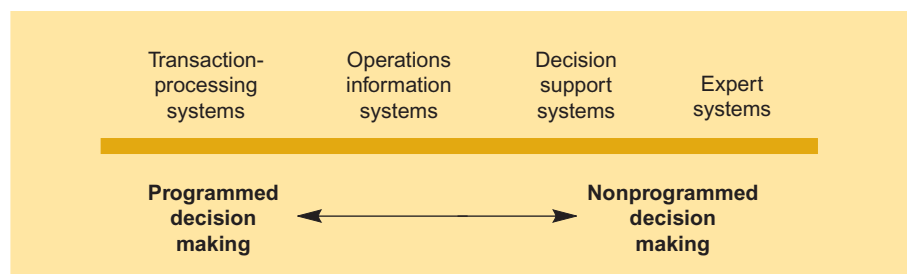 Transaction-
processing
systems
Operations
information
systems
Decision
support
systems
Expert
systems
Programmed
decision
making
Nonprogrammed
decision
making